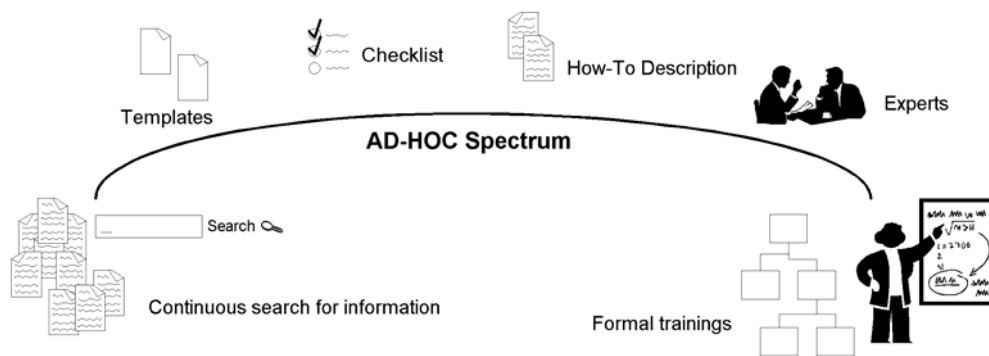 Checklist
How-To Description
Templates
Experts
AD-HOC Spectrum
Search
Continuous search for information
Formal trainings